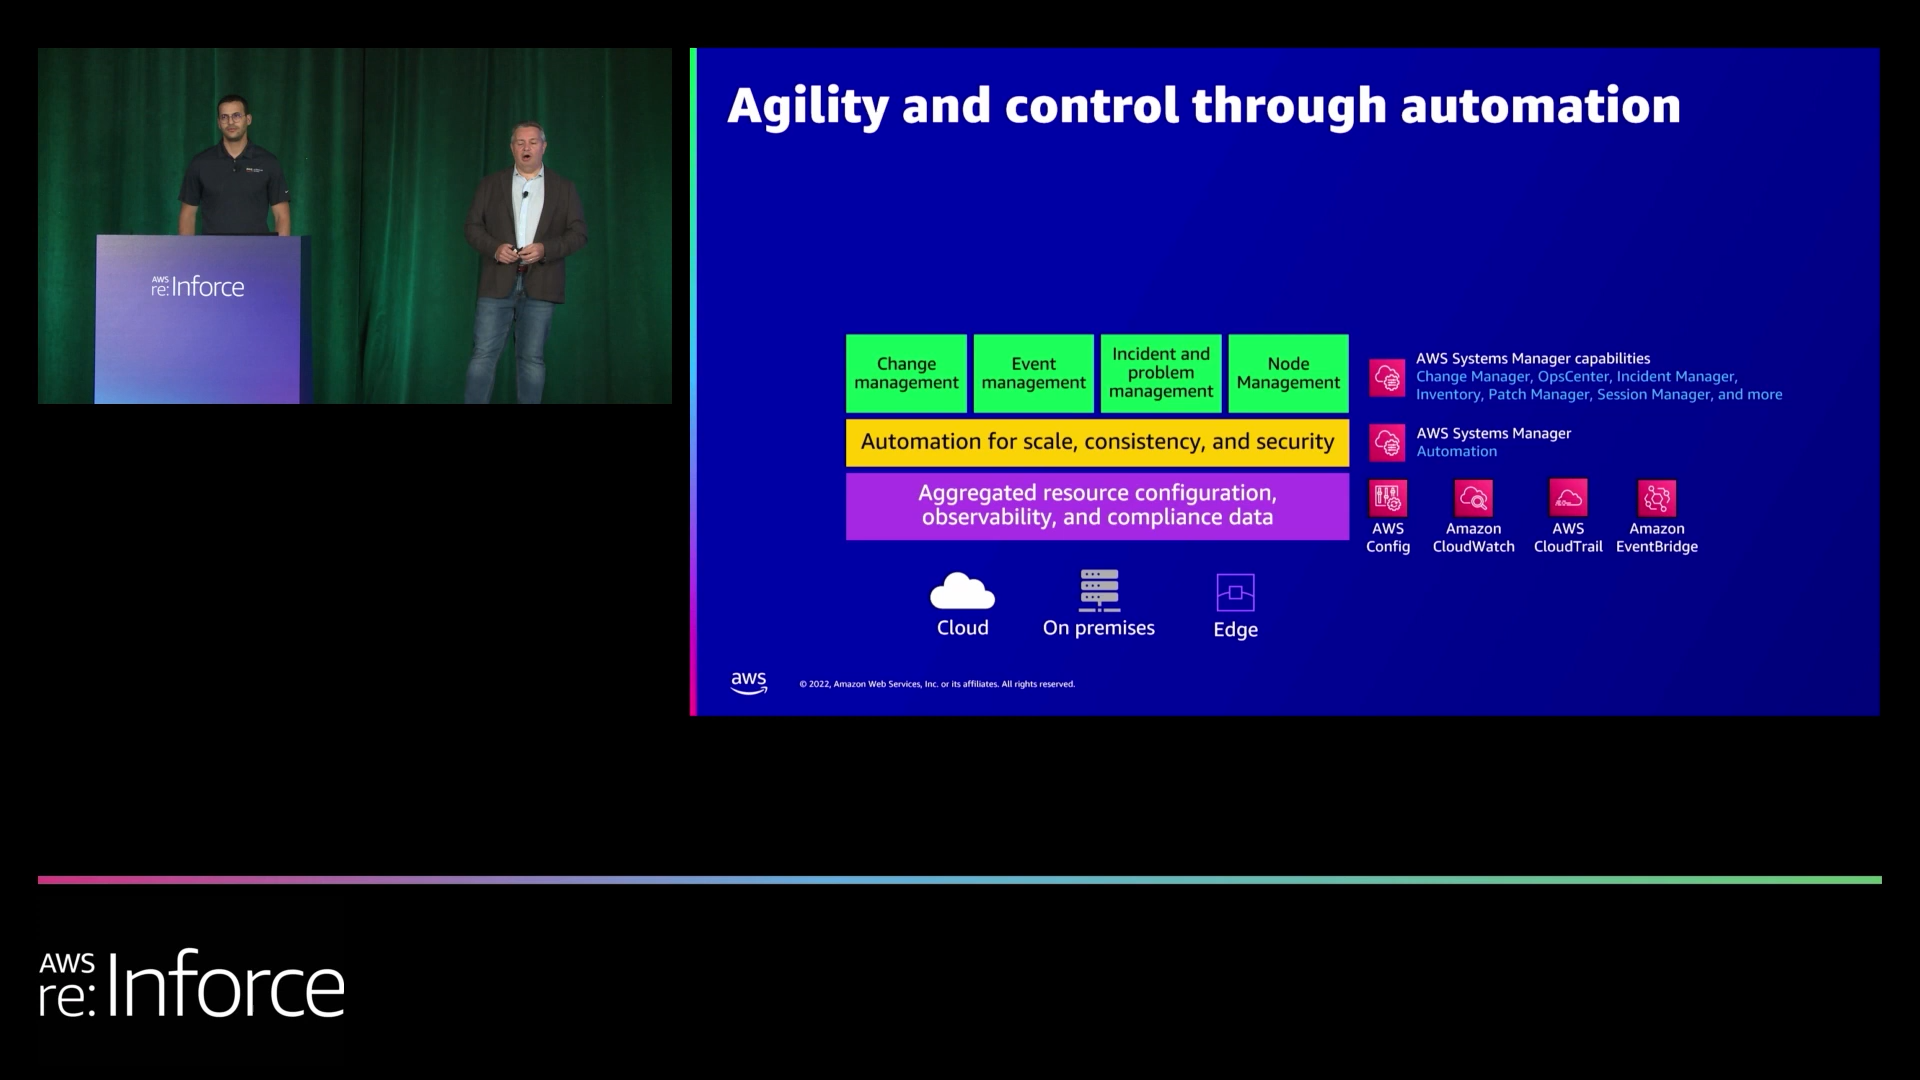 AWS
re:Inforce
Agility and control through automation
Change
management
Event
management
Incident and
problem
management
Node
Management
AWS Systems Manager capabilities
Change Manager, OpsCenter, Incident Manager,
Inventory, Patch Manager, Session Manager, and more
Automation for scale, consistency, and security
AWS Systems Manager
Automation
Aggregated resource configuration,
observability, and compliance data
AWS
Config
Amazon
CloudWatch
AWS
CloudTrail
Amazon
EventBridge
Cloud
On premises
Edge
aws
© 2022, Amazon Web Services, Inc. or its affiliates. All rights reserved.
AWS
re:Inforce